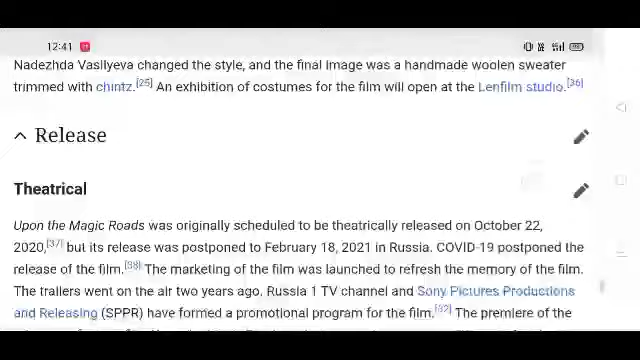 12:41
Nadezhda Vasilyeva changed the style, and the final image was a handmade woolen sweater
trimmed with chintz.[25] An exhibition of costumes for the film will open at the Lenfilm studio.[36]
Release
Theatrical
Upon the Magic Roads was originally scheduled to be theatrically released on October 22,
2020,[37] but its release was postponed to February 18, 2021 in Russia. COVID-19 postponed the
release of the film.[38] The marketing of the film was launched to refresh the memory of the film.
The trailers went on the air two years ago. Russia 1 TV channel and Sony Pictures Productions
and Releasing (SPPR) have formed a promotional program for the film.[32] The premiere of the